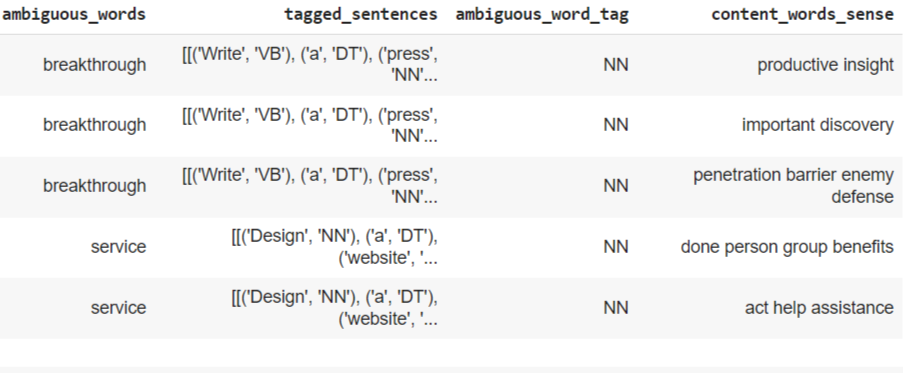 ambiguous_words tagged_sentences ambiguous_word_tag content_words_sense
breakthrough [[('Write', 'VB'), ('a', 'DT'), ('press', 'NN'... NN productive insight
breakthrough [[('Write', 'VB'), ('a', 'DT'), ('press', 'NN'... NN important discovery
breakthrough [[('Write', 'VB'), ('a', 'DT'), ('press', 'NN'... NN penetration barrier enemy defense
service [[('Design', 'NN'), ('a', 'DT'), ('website', '... NN done person group benefits
service [[('Design', 'NN'), ('a', 'DT'), ('website', '... NN act help assistance